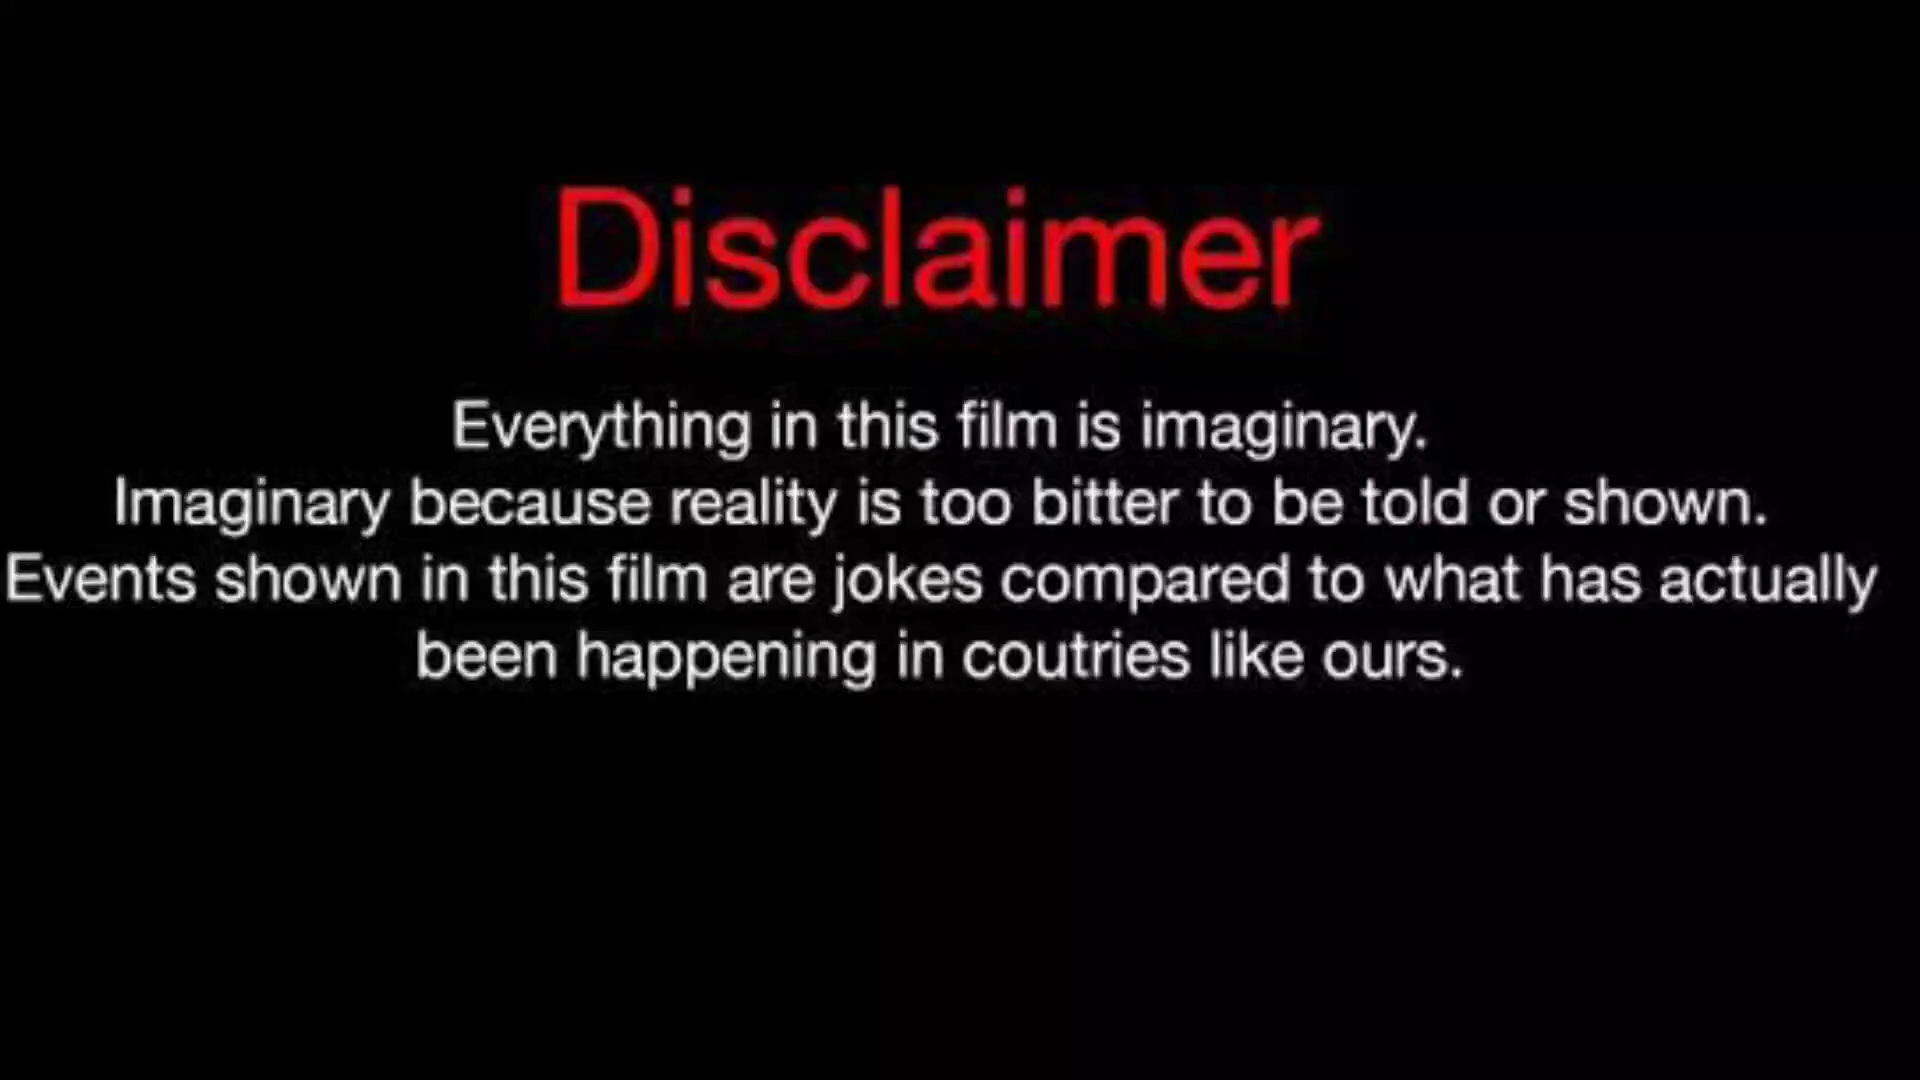 Disclaimer
Everything in this film is imaginary.
Imaginary because reality is too bitter to be told or shown.
Events shown in this film are jokes compared to what has actually
been happening in coutries like ours.